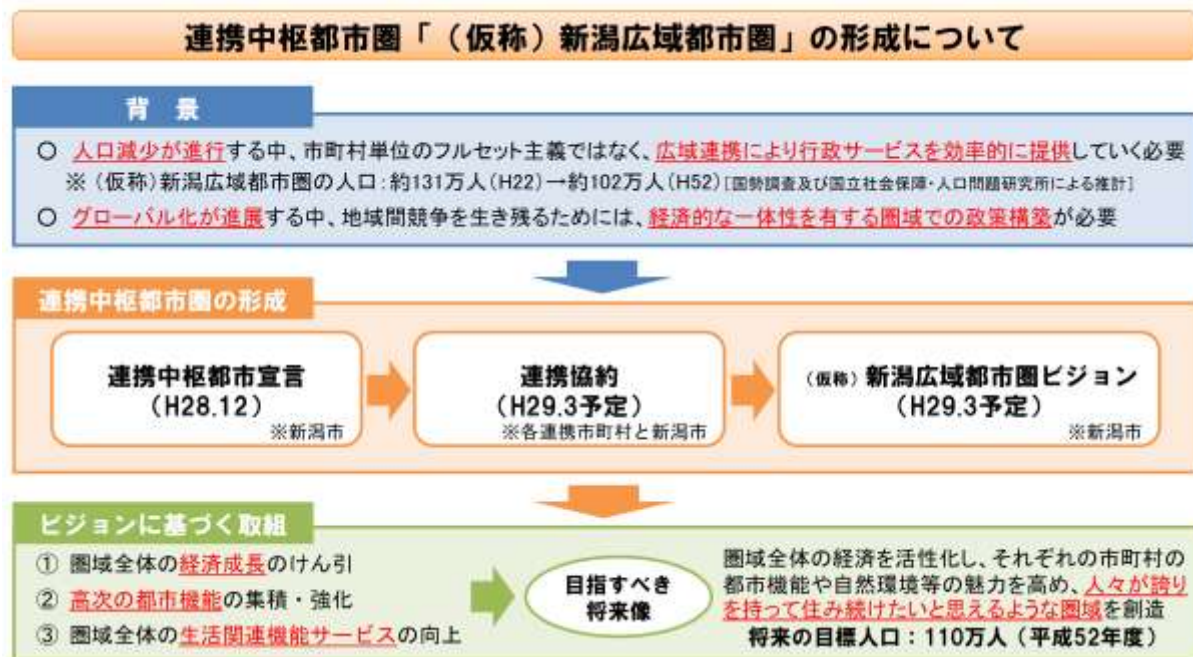 連携中枢都市圏「（仮称）新潟広域都市圏」の形成について
背　景
○ 人口減少が進行する中、市町村単位のフルセット主義ではなく、広域連携により行政サービスを効率的に提供していく必要
※（仮称）新潟広域都市圏の人口：約131万人（H22）→約102万人（H52）［国勢調査及び国立社会保障・人口問題研究所による推計］
○ グローバル化が進展する中、地域間競争を生き残るためには、経済的な一体性を有する圏域での政策構築が必要
連携中枢都市圏の形成
連携中枢都市宣言
（H28.12）
※新潟市
連携協約
（H29.3予定）
※各連携市町村と新潟市
（仮称）新潟広域都市圏ビジョン
（H29.3予定）
※新潟市
ビジョンに基づく取組
① 圏域全体の経済成長のけん引
② 高次の都市機能の集積・強化
③ 圏域全体の生活関連機能サービスの向上
目指すべき
将来像
圏域全体の経済を活性化し、それぞれの市町村の
都市機能や自然環境等の魅力を高め、人々が誇り
を持って住み続けたいと思えるような圏域を創造
将来の目標人口：110万人（平成52年度）